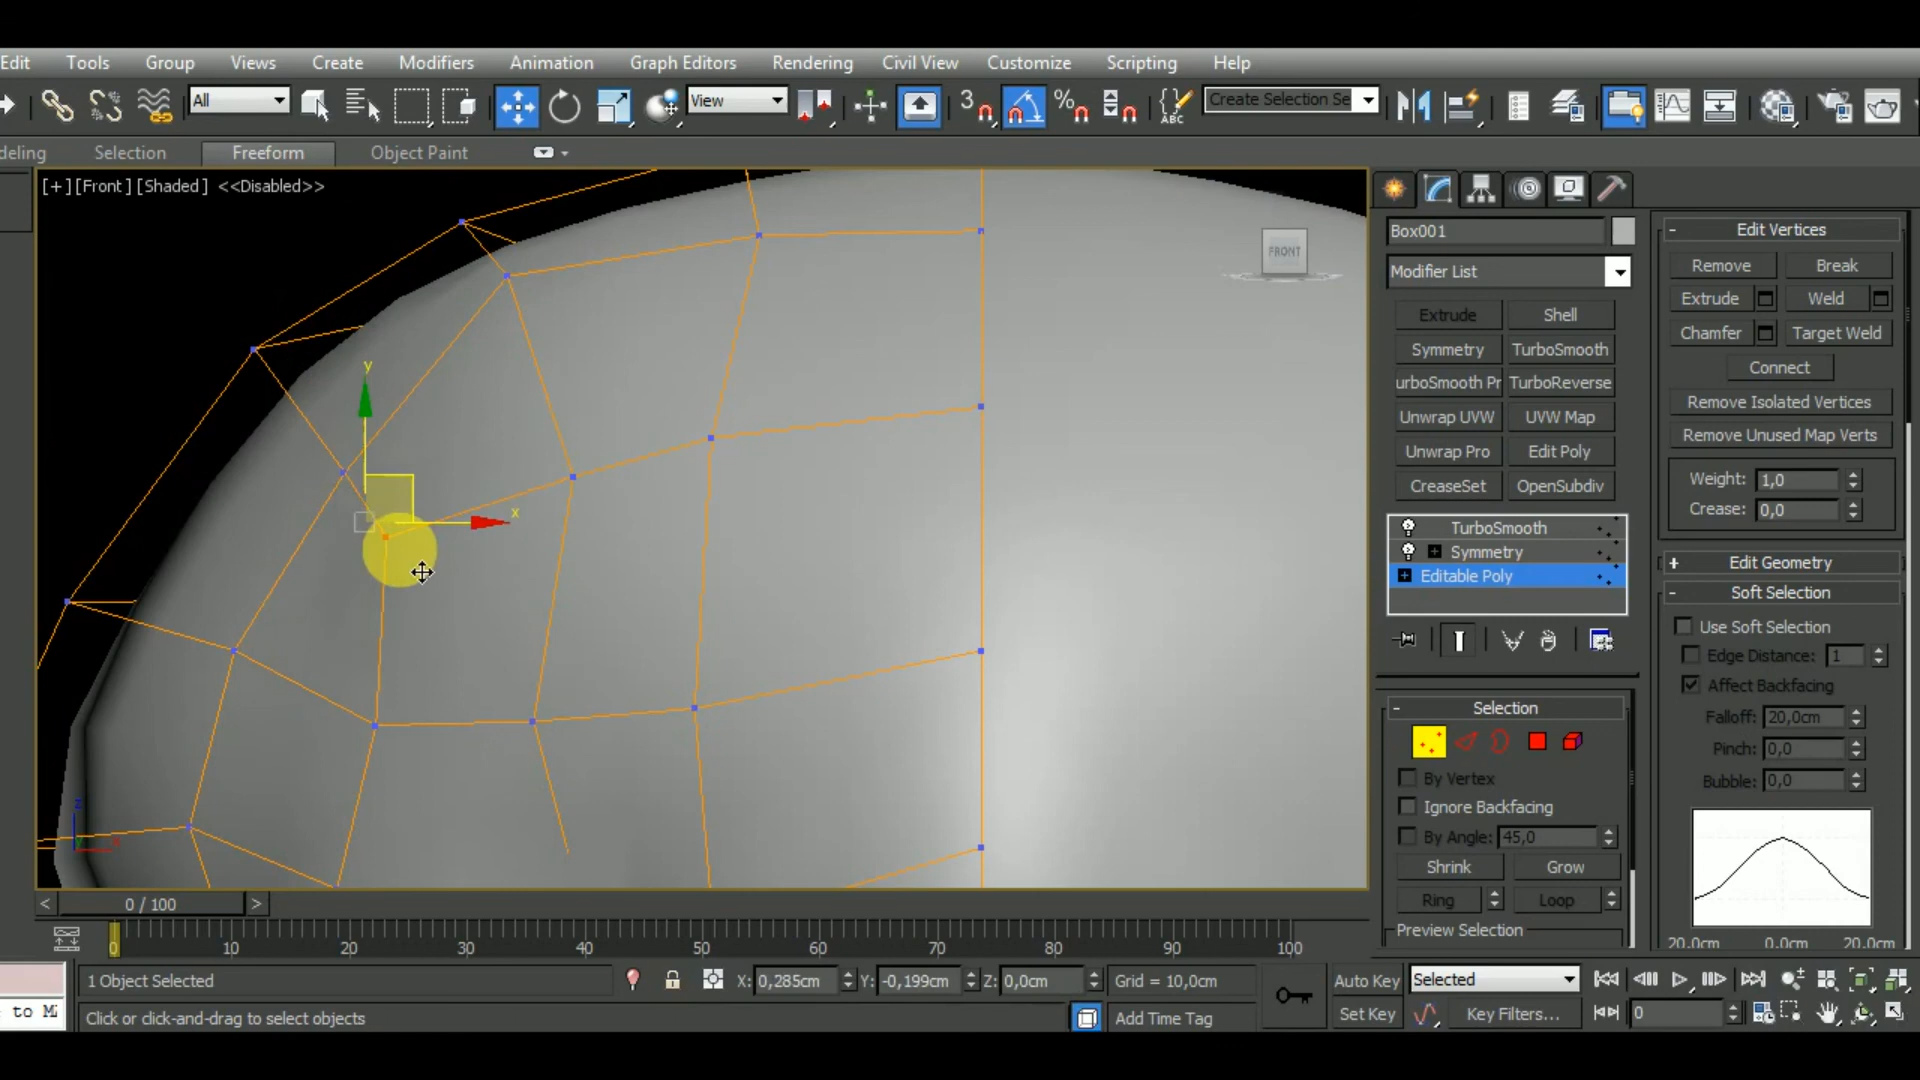 Edit Tools Group Views Create Modifiers Animation Graph Editors Rendering Civil View Customize Scripting Help
All View 3 % ABC Create Selection Se
deling Selection Freeform Object Paint
[+][Front][Shaded] <<Disabled>>
FRONT
y
x
Box001
Modifier List
Extrude Shell
Symmetry TurboSmooth
urboSmooth Pr TurboReverse
Unwrap UVW UVW Map
Unwrap Pro Edit Poly
CreaseSet OpenSubdiv
TurboSmooth
Symmetry
Editable Poly
- Selection
By Vertex
Ignore Backfacing
By Angle: 45,0
Shrink Grow
Ring Loop
Preview Selection
- Edit Vertices
Remove Break
Extrude Weld
Chamfer Target Weld
Connect
Remove Isolated Vertices
Remove Unused Map Verts
Weight: 1,0
Crease: 0,0
+ Edit Geometry
- Soft Selection
Use Soft Selection
Edge Distance: 1
Affect Backfacing
Falloff: 20,0cm
Pinch: 0,0
Bubble: 0,0
20,0cm 0,0cm 20,0cm
< 0 / 100 >
0 10 20 30 40 50 60 70 80 90 100
1 Object Selected X: 0,285cm Y: -0,199cm Z: 0,0cm Grid = 10,0cm Auto Key Selected
to Mi Click or click-and-drag to select objects Add Time Tag Set Key Key Filters... 0